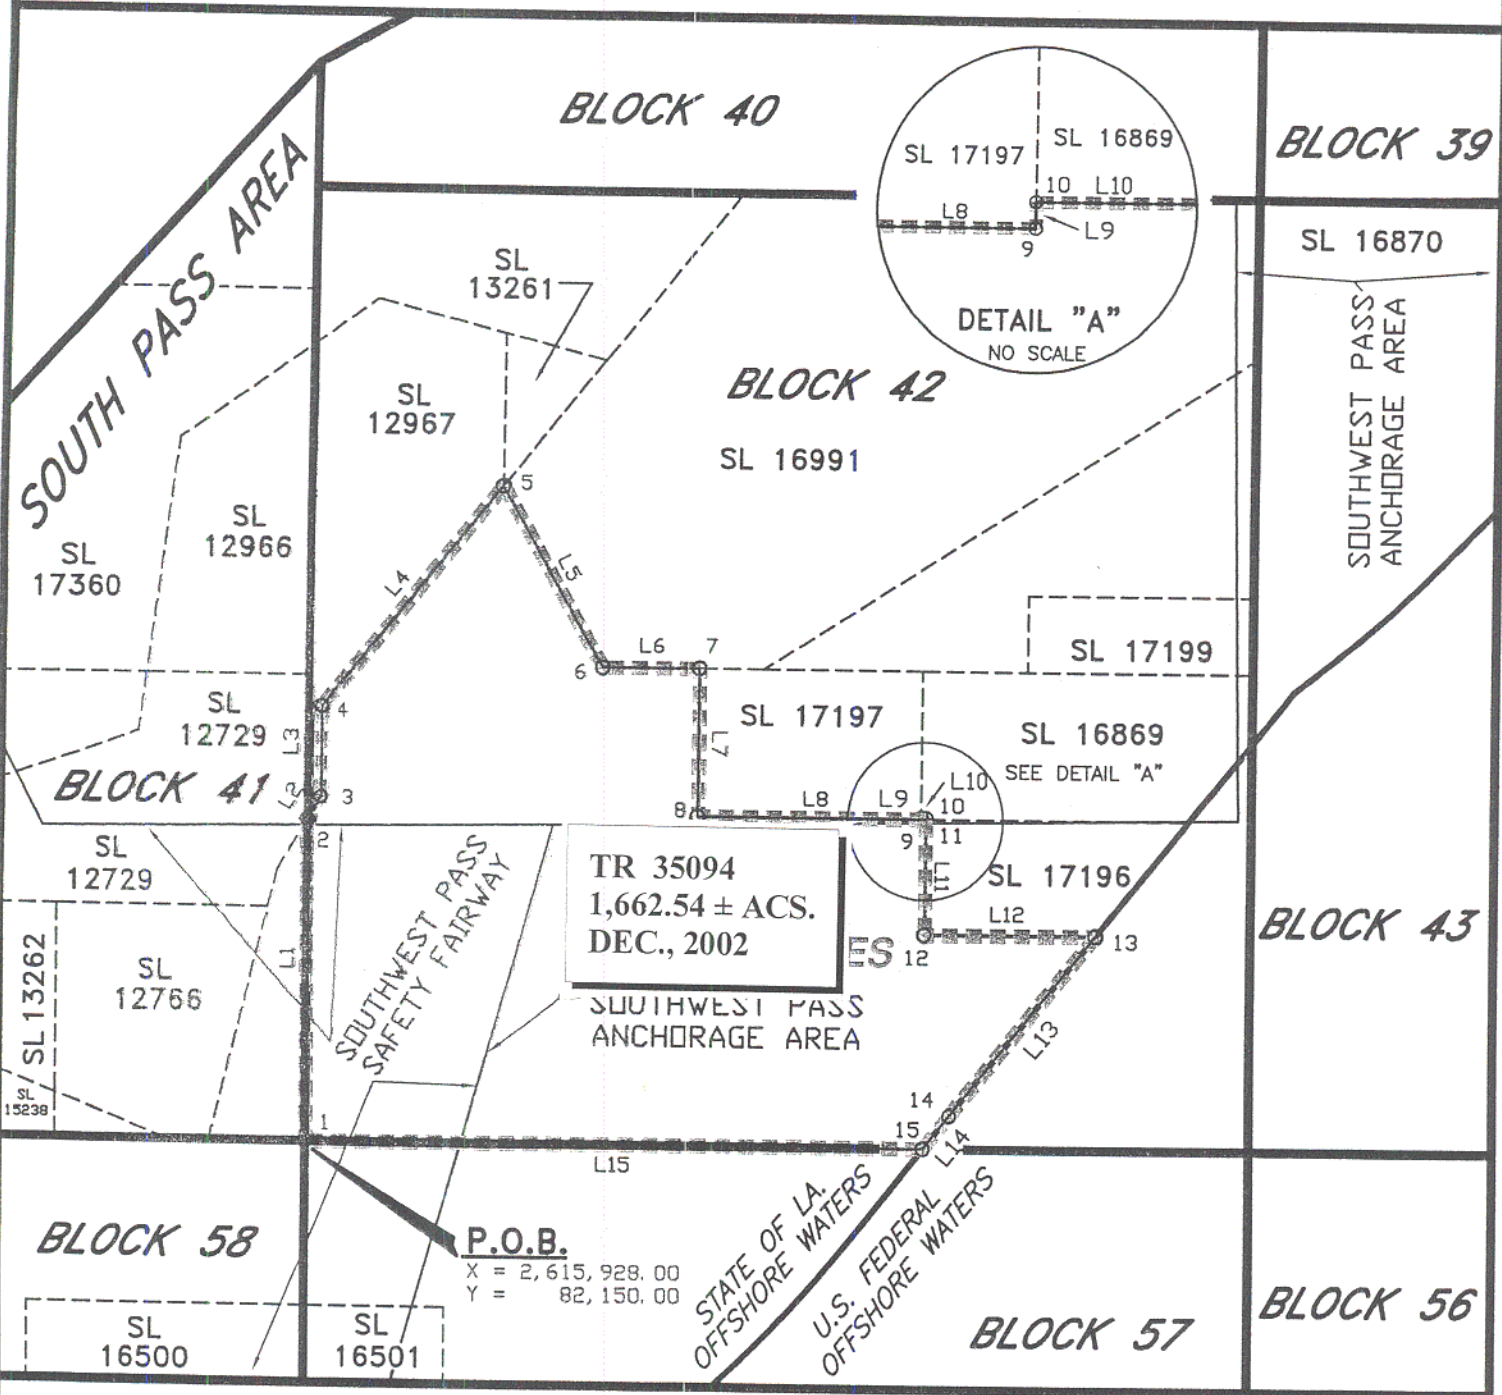 BLOCK 40
BLOCK 39
SL 17197
SL 16869
10
L10
L8
L9
9
DETAIL "A"
NO SCALE
SL 16870
SOUTHWEST PASS
ANCHORAGE AREA
SOUTH PASS AREA
SL
13261
SL
12967
BLOCK 42
SL 16991
5
SL
12966
SL
17360
L4
L5
L6
7
6
SL 17199
4
SL
12729
L3
SL 17197
L7
SL 16869
SEE DETAIL "A"
BLOCK 41
L2
3
8
L8
L9
L10
10
9
11
2
SL
12729
SOUTHWEST PASS
SAFETY FAIRWAY
TR 35094
1,662.54 ± ACS.
DEC., 2002
ES
L11
SL 17196
L12
12
13
BLOCK 43
L1
SL 13262
SL
12766
SOUTHWEST PASS
ANCHORAGE AREA
L13
SL
15238
14
1
15
L14
L15
BLOCK 58
P.O.B.
X = 2,615,928.00
Y = 82,150.00
STATE OF LA.
OFFSHORE WATERS
U.S. FEDERAL
OFFSHORE WATERS
BLOCK 56
BLOCK 57
SL
16500
SL
16501